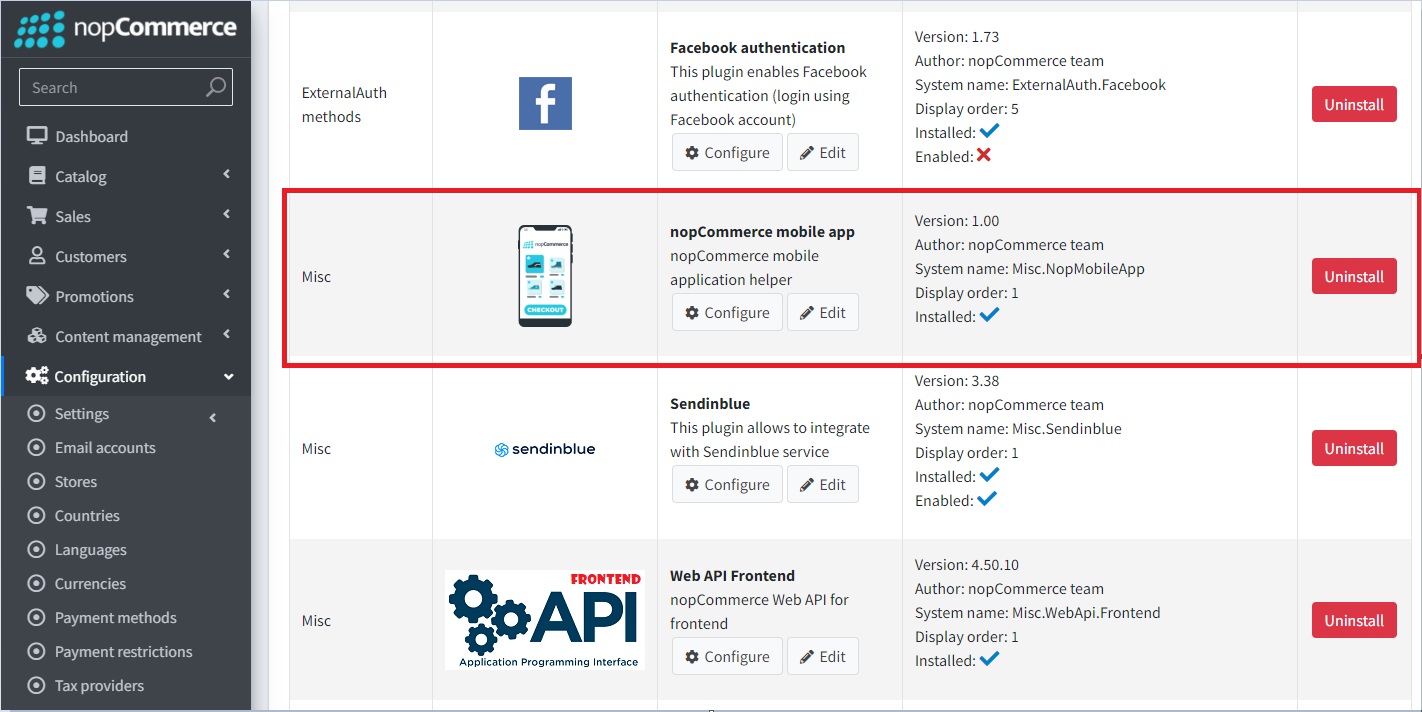 nopCommerce
Search
Dashboard
Catalog
Sales
Customers
Promotions
Content management
Configuration
Settings
Email accounts
Stores
Countries
Languages
Currencies
Payment methods
Payment restrictions
Tax providers
ExternalAuth
methods
f
Facebook authentication
This plugin enables Facebook
authentication (login using
Facebook account)
Configure
Edit
Version: 1.73
Author: nopCommerce team
System name: ExternalAuth.Facebook
Display order: 5
Installed:
Enabled:
Uninstall
Misc
nopCommerce
CHECKOUT
nopCommerce mobile app
nopCommerce mobile
application helper
Configure
Edit
Version: 1.00
Author: nopCommerce team
System name: Misc.NopMobileApp
Display order: 1
Installed:
Uninstall
Misc
sendinblue
Sendinblue
This plugin allows to integrate
with Sendinblue service
Configure
Edit
Version: 3.38
Author: nopCommerce team
System name: Misc.Sendinblue
Display order: 1
Installed:
Enabled:
Uninstall
Misc
FRONTEND
API
Application Programming Interface
Web API Frontend
nopCommerce Web API for
frontend
Configure
Edit
Version: 4.50.10
Author: nopCommerce team
System name: Misc.WebApi.Frontend
Display order: 1
Installed:
Uninstall